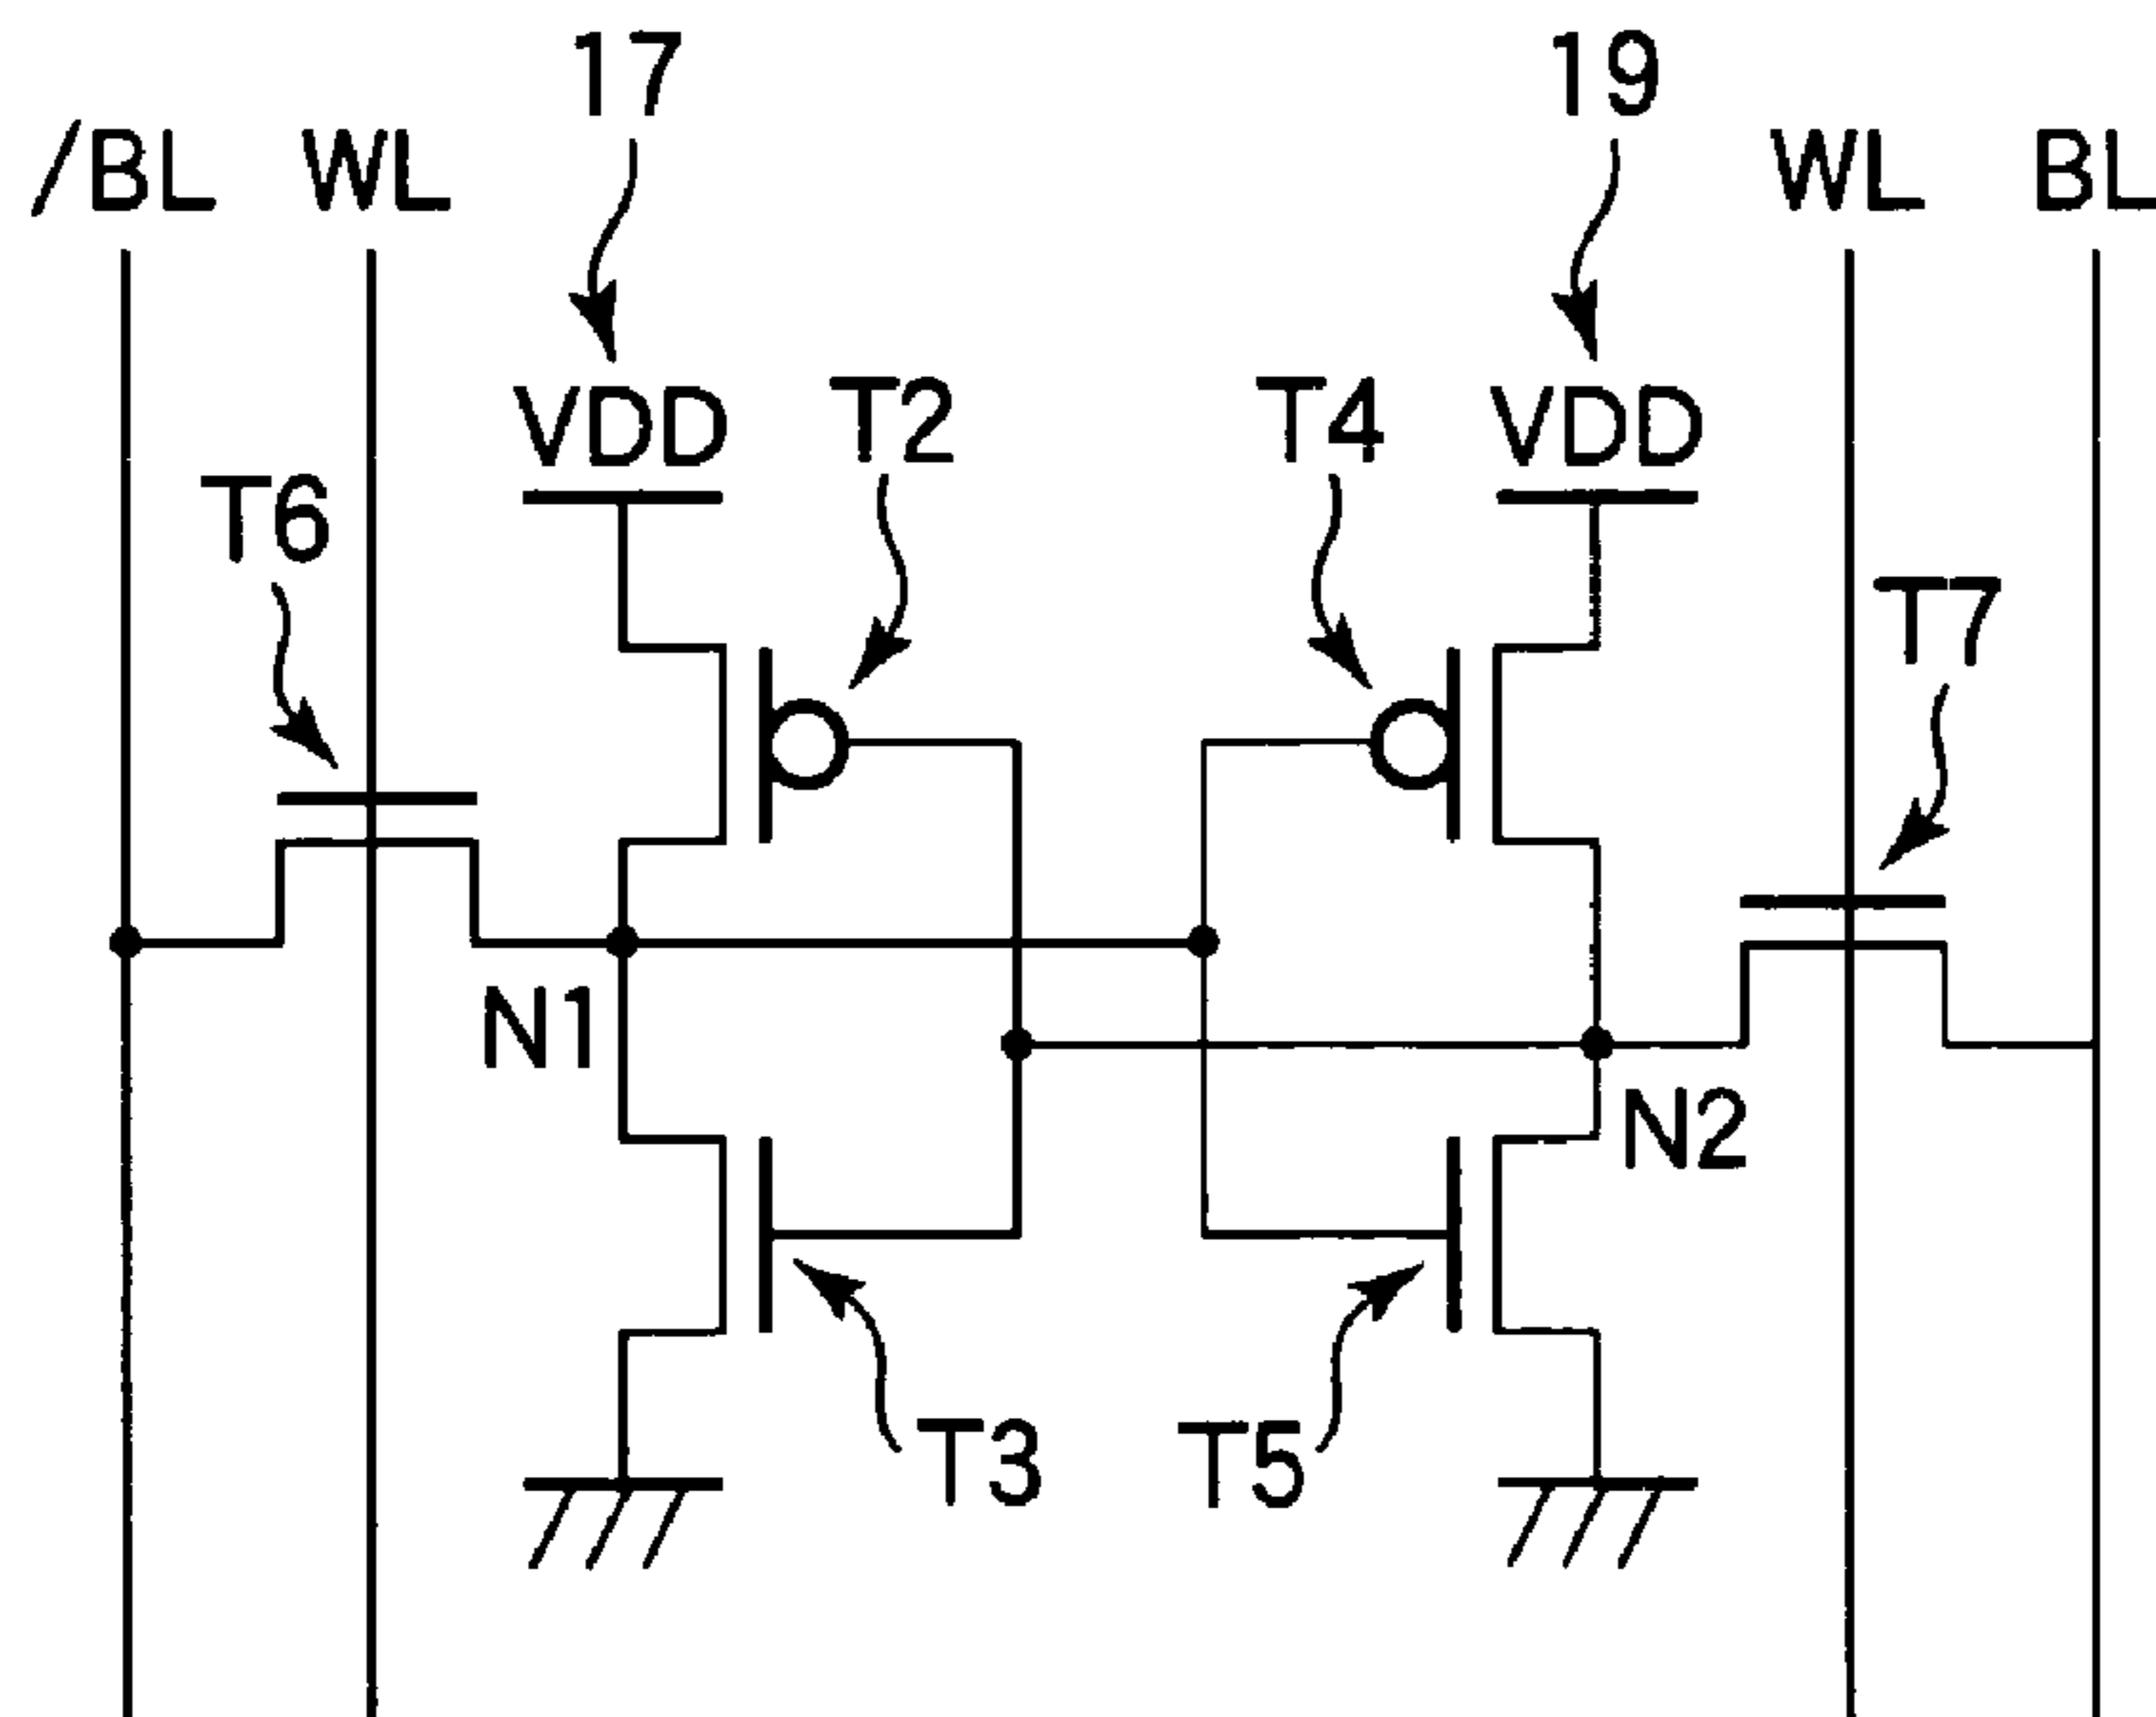 17 19
/BL WL WL BL
VDD T2 T4 VDD
T6
T7
N1
N2
T3 T5